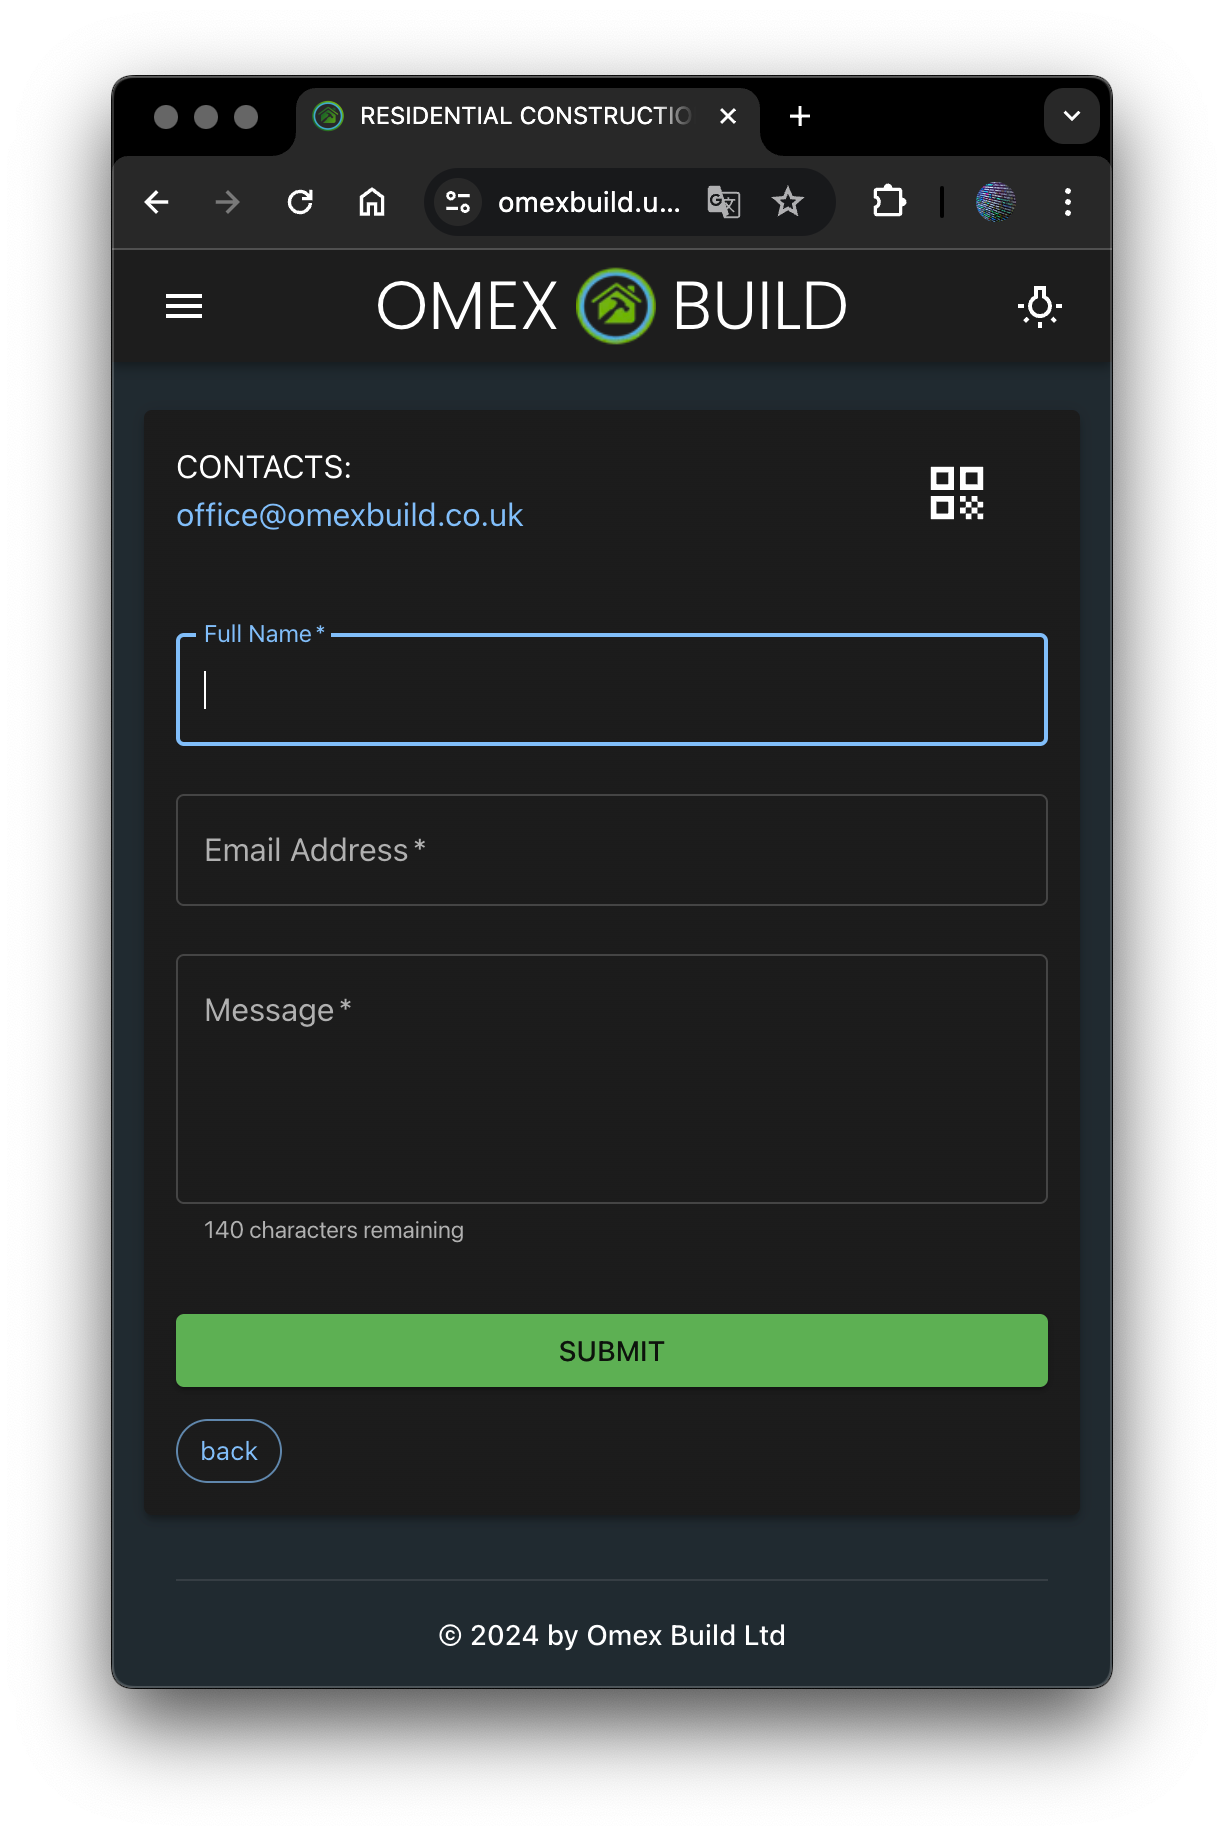 RESIDENTIAL CONSTRUCTIO
omexbuild.u...
OMEX BUILD
CONTACTS:
office@omexbuild.co.uk
Full Name *
Email Address *
Message *
140 characters remaining
SUBMIT
back
© 2024 by Omex Build Ltd